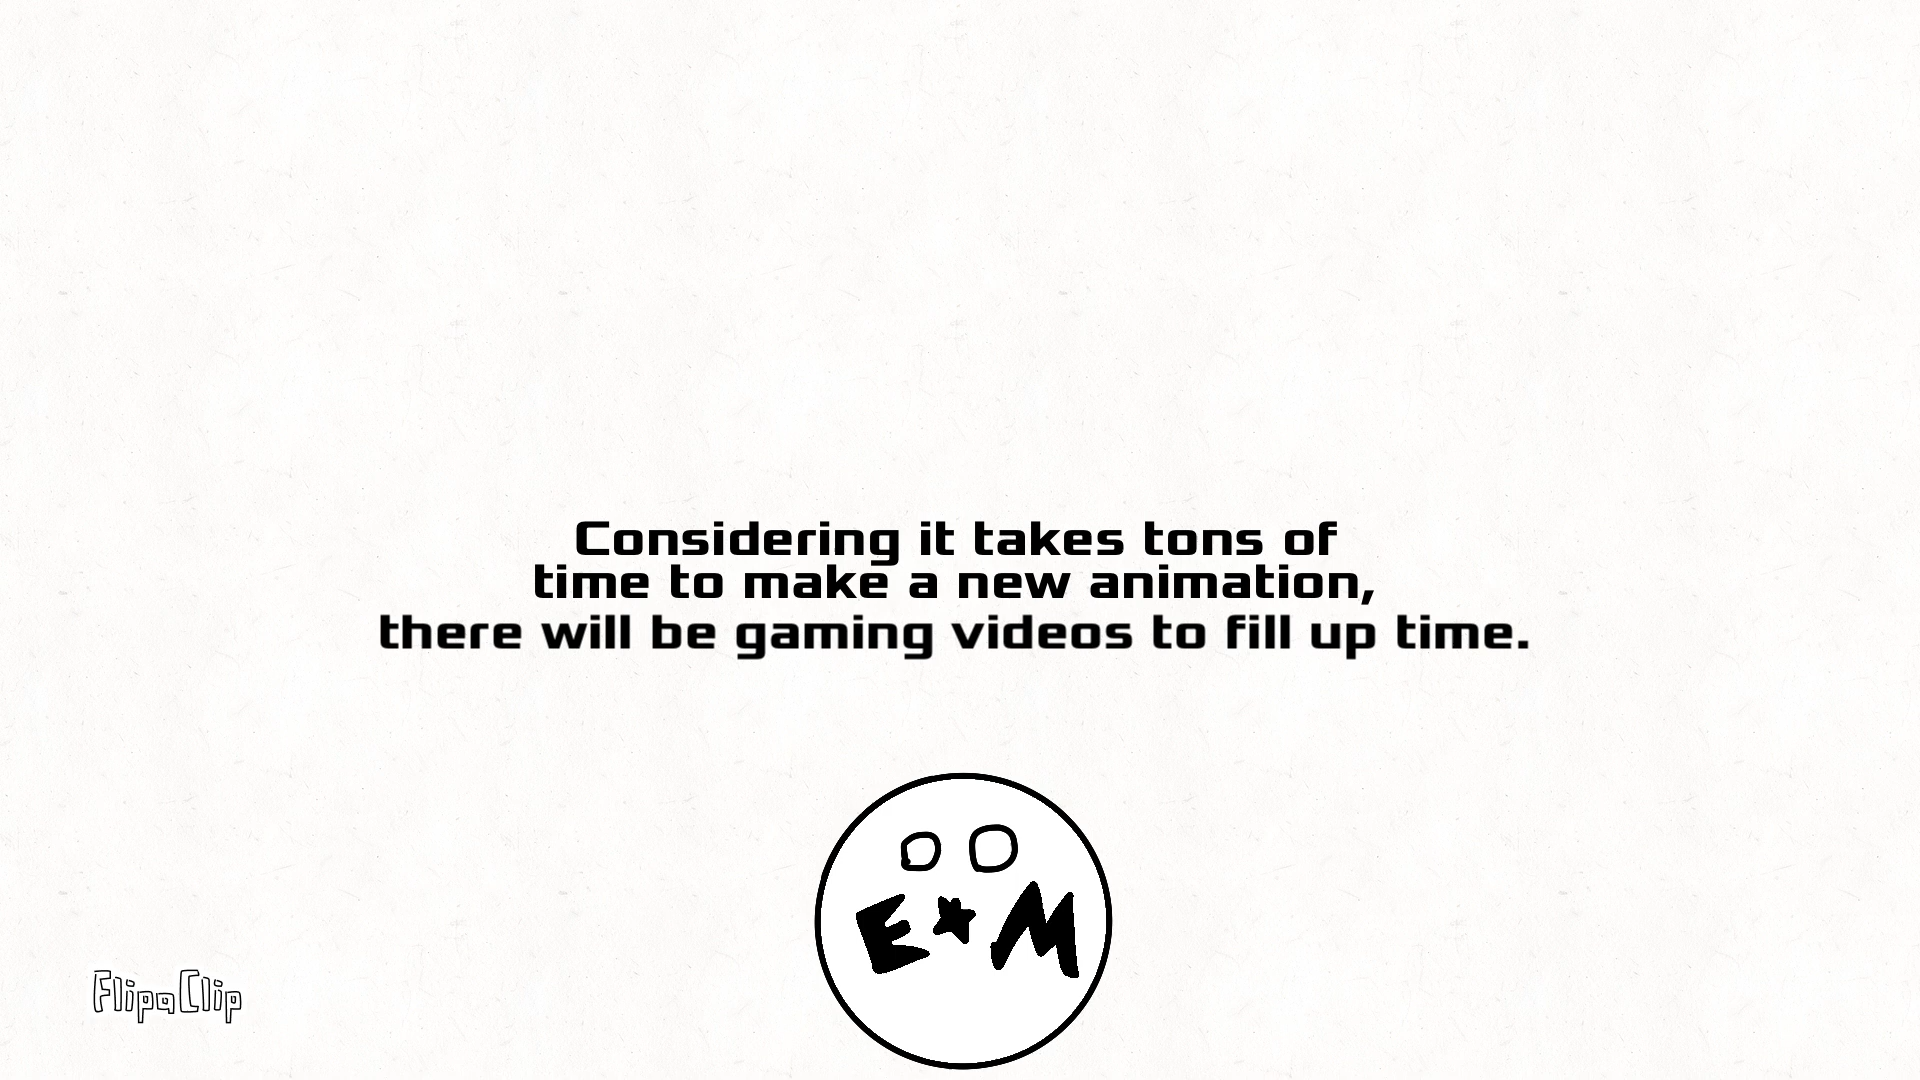 Considering it takes tons of
time to make a new animation,
there will be gaming videos to fill up time.
E★M
FlipaClip